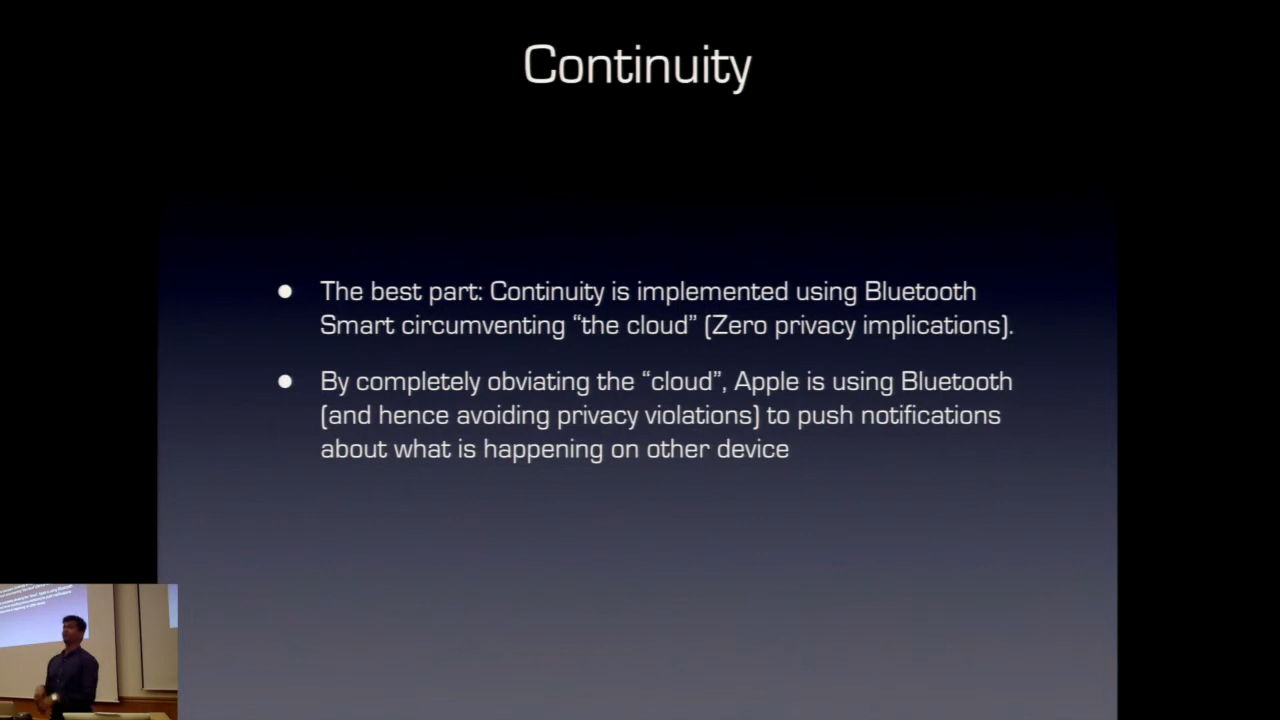 Continuity
● The best part: Continuity is implemented using Bluetooth
Smart circumventing “the cloud” (Zero privacy implications).
● By completely obviating the “cloud”, Apple is using Bluetooth
(and hence avoiding privacy violations) to push notifications
about what is happening on other device